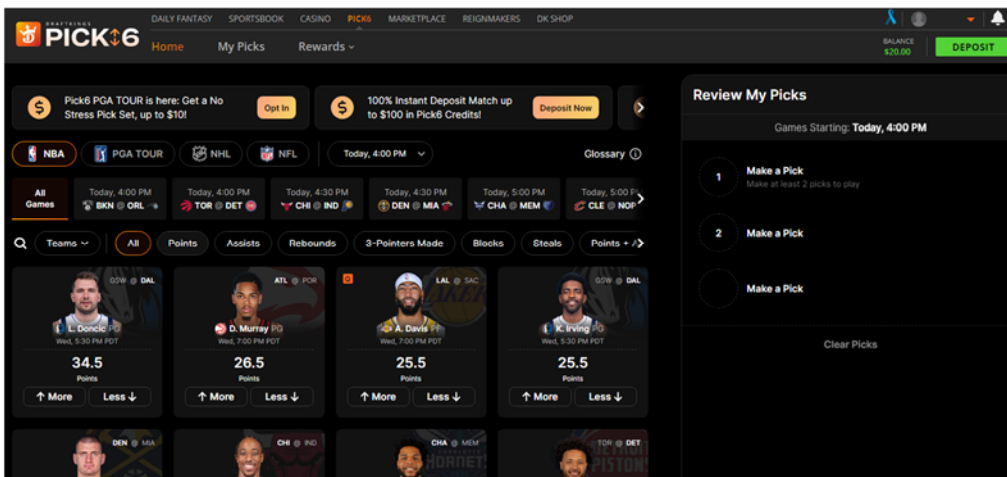 DAILY FANTASY SPORTSBOOK CASINO PICK6 MARKETPLACE REIGNMAKERS DK SHOP
DRAFTKINGS
PICK6
Home My Picks Rewards
BALANCE
$20.00
DEPOSIT
Pick6 PGA TOUR is here: Get a No
Stress Pick Set, up to $10!
Opt In
100% Instant Deposit Match up
to $100 in Pick6 Credits!
Deposit Now
NBA PGA TOUR NHL NFL Today, 4:00 PM Glossary
All
Games
Today, 4:00 PM
BKN @ ORL
Today, 4:00 PM
TOR @ DET
Today, 4:30 PM
CHI @ IND
Today, 4:30 PM
DEN @ MIA
Today, 5:00 PM
CHA @ MEM
Today, 5:00 P
CLE @ NOP
Teams All Points Assists Rebounds 3-Pointers Made Blocks Steals Points +
GSW @ DAL
L. Doncic PG
Wed, 5:30 PM PDT
34.5
Points
More Less
ATL @ POR
D. Murray PG
Wed, 7:00 PM PDT
26.5
Points
More Less
LAL @ SAC
A. Davis PF
Wed, 7:00 PM PDT
25.5
Points
More Less
GSW @ DAL
K. Irving PG
Wed, 5:30 PM PDT
25.5
Points
More Less
DEN @ MIA
CHI @ IND
CHA @ MEM
HORNETS
TOR @ DET
PISTONS
Review My Picks
Games Starting: Today, 4:00 PM
1
Make a Pick
Make at least 2 picks to play
2
Make a Pick
Make a Pick
Clear Picks